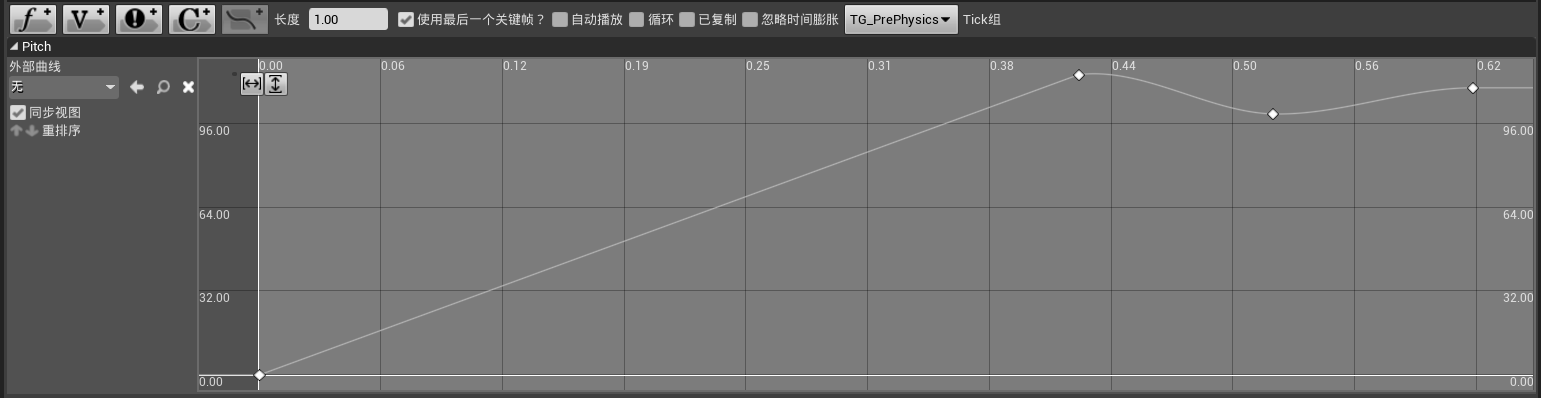 f V ! C 长度 1.00 使用最后一个关键帧？ 自动播放 循环 已复制 忽略时间膨胀 TG_PrePhysics Tick组
Pitch
外部曲线
无
同步视图
重排序
0.00 0.06 0.12 0.19 0.25 0.31 0.38 0.44 0.50 0.56 0.62
96.00 96.00
64.00 64.00
32.00 32.00
0.00 0.00